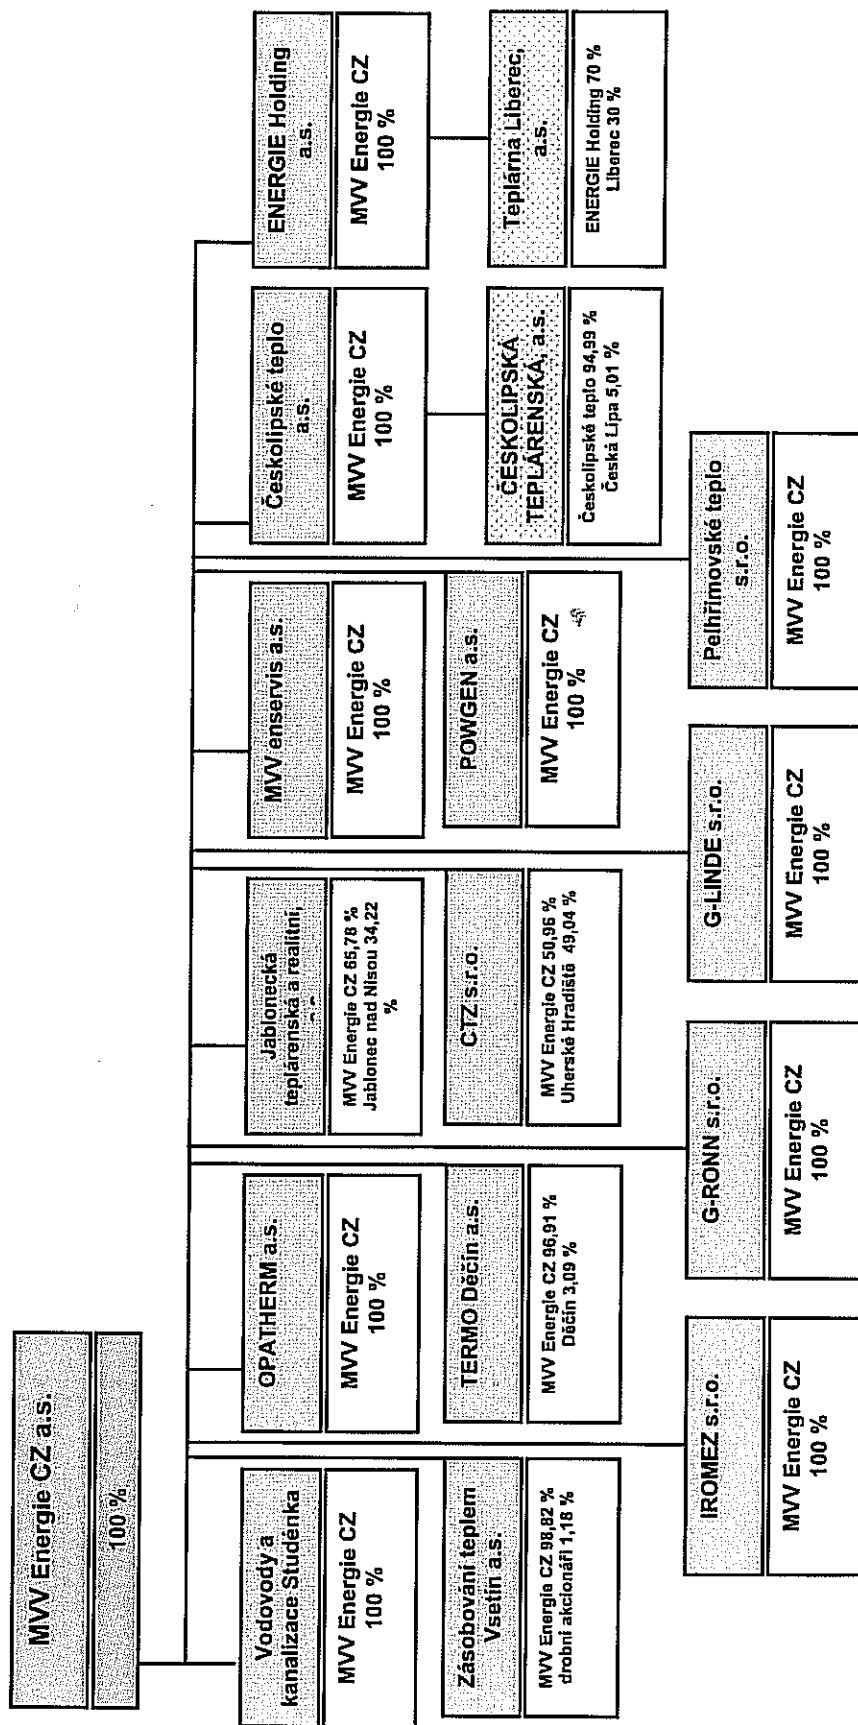 MVV Energie CZ a.s.
100 %
Vodovody a
kanalizace Studénka
MVV Energie CZ
100 %
OPATHERM a.s.
MVV Energie CZ
100 %
Jablonecká
teplárenská a realitní,
MVV Energie CZ 65,78 %
Jablonec nad Nisou 34,22
%
MVV enservis a.s.
MVV Energie CZ
100 %
Českolipské teplo
a.s.
MVV Energie CZ
100 %
ENERGIE Holding
a.s.
MVV Energie CZ
100 %
Zásobování teplem
Vsetín a.s.
MVV Energie CZ 98,82 %
drobní akcionáři 1,18 %
TERMO Děčín a.s.
MVV Energie CZ 96,91 %
Děčín 3,09 %
CTZ s.r.o.
MVV Energie CZ 50,96 %
Uherské Hradiště 49,04 %
POWGEN a.s.
MVV Energie CZ
100 %
ČESKOLIPSKÁ
TEPLÁRENSKÁ, a.s.
Českolipské teplo 94,99 %
Česká Lípa 5,01 %
Teplárna Liberec,
a.s.
ENERGIE Holding 70 %
Liberec 30 %
IROMEZ s.r.o.
MVV Energie CZ
100 %
G-RONN s.r.o.
MVV Energie CZ
100 %
G-LINDE s.r.o.
MVV Energie CZ
100 %
Pelhřimovské teplo
s.r.o.
MVV Energie CZ
100 %